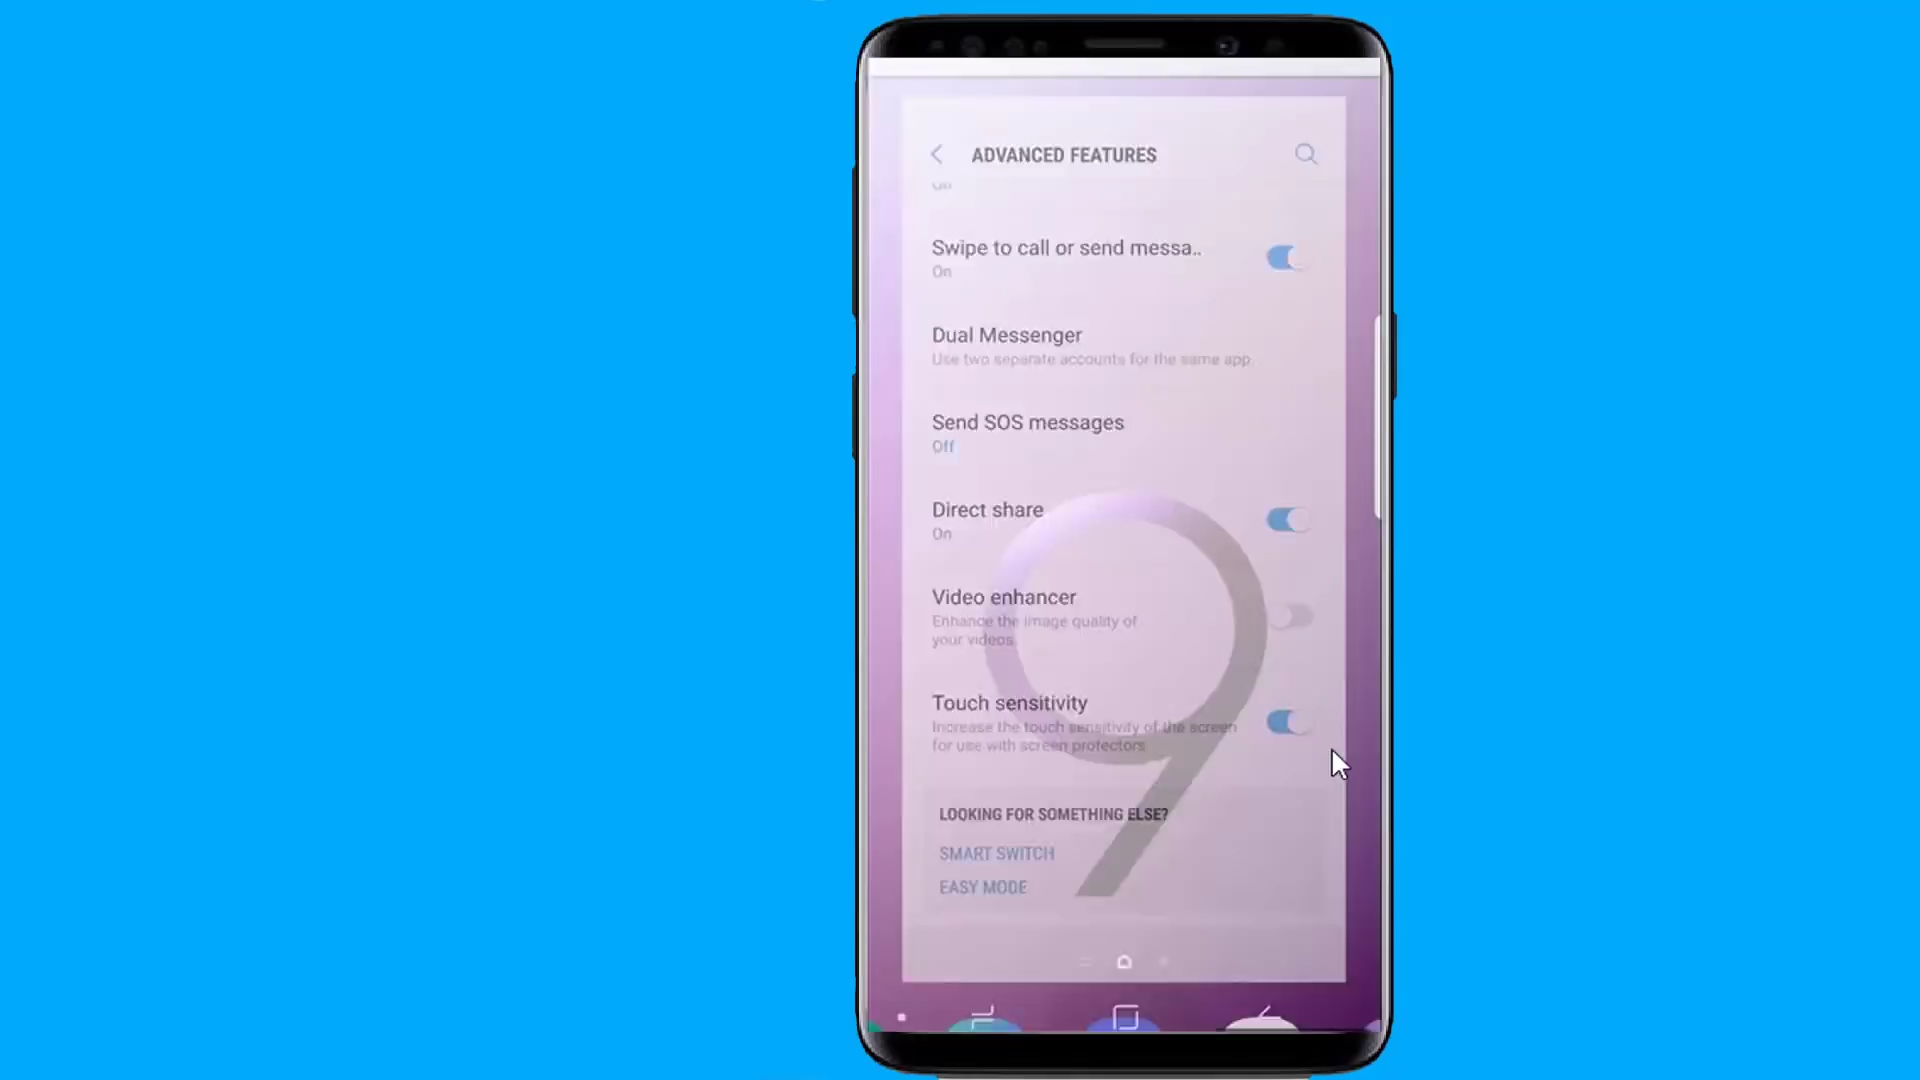 ADVANCED FEATURES
On
Swipe to call or send messa..
On
Dual Messenger
Use two separate accounts for the same app.
Send SOS messages
Off
Direct share
On
Video enhancer
Enhance the image quality of
your videos.
Touch sensitivity
Increase the touch sensitivity of the screen
for use with screen protectors.
LOOKING FOR SOMETHING ELSE?
SMART SWITCH
EASY MODE
9